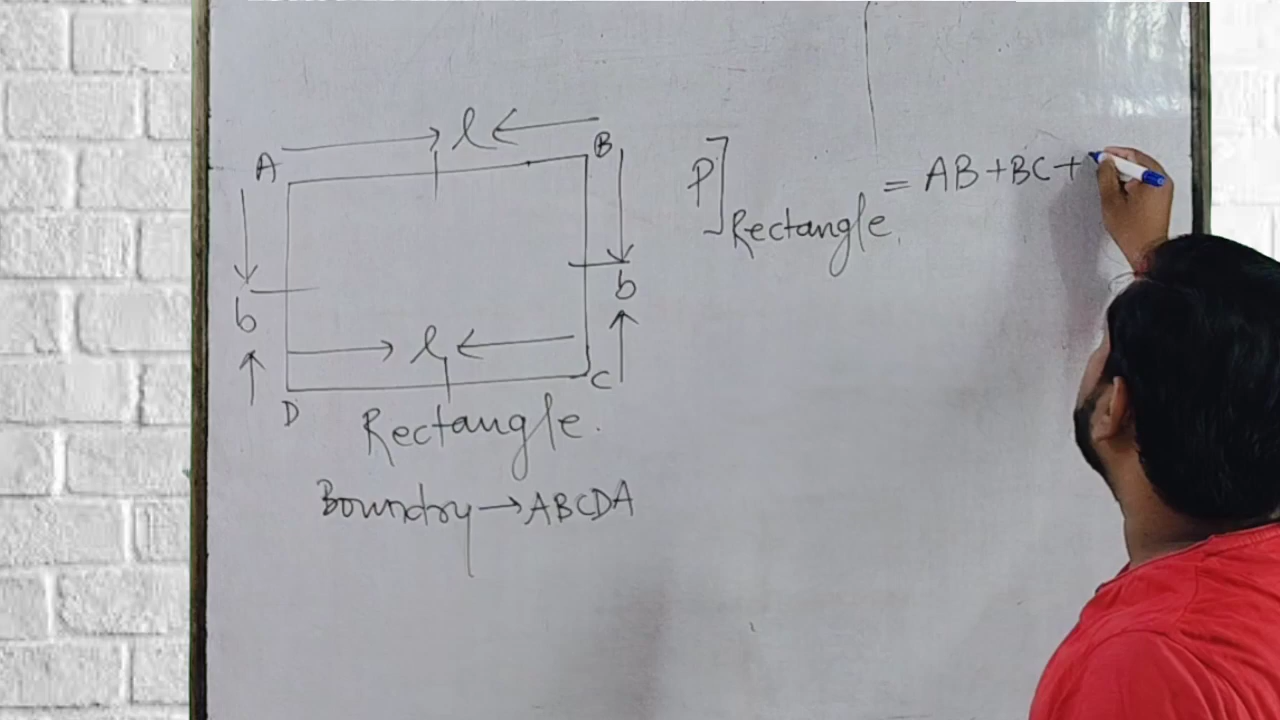 → l ←
A B
b b
→ l ←
D C
Rectangle.
Boundry → ABCDA
P]Rectangle = AB+BC+